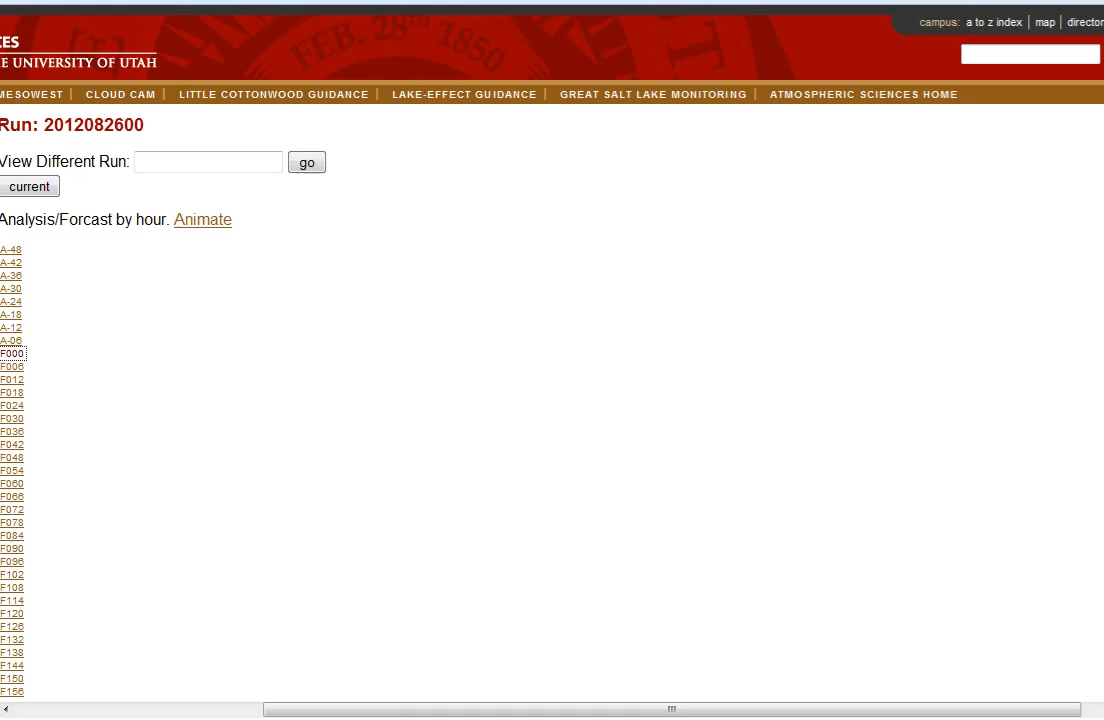 campus: a to z index | map | director
CES
E UNIVERSITY OF UTAH
FEB. 28th 1850
MESOWEST | CLOUD CAM | LITTLE COTTONWOOD GUIDANCE | LAKE-EFFECT GUIDANCE | GREAT SALT LAKE MONITORING | ATMOSPHERIC SCIENCES HOME
Run: 2012082600
View Different Run: go
current
Analysis/Forcast by hour. Animate
A-48
A-42
A-36
A-30
A-24
A-18
A-12
A-06
F000
F006
F012
F018
F024
F030
F036
F042
F048
F054
F060
F066
F072
F078
F084
F090
F096
F102
F108
F114
F120
F126
F132
F138
F144
F150
F156